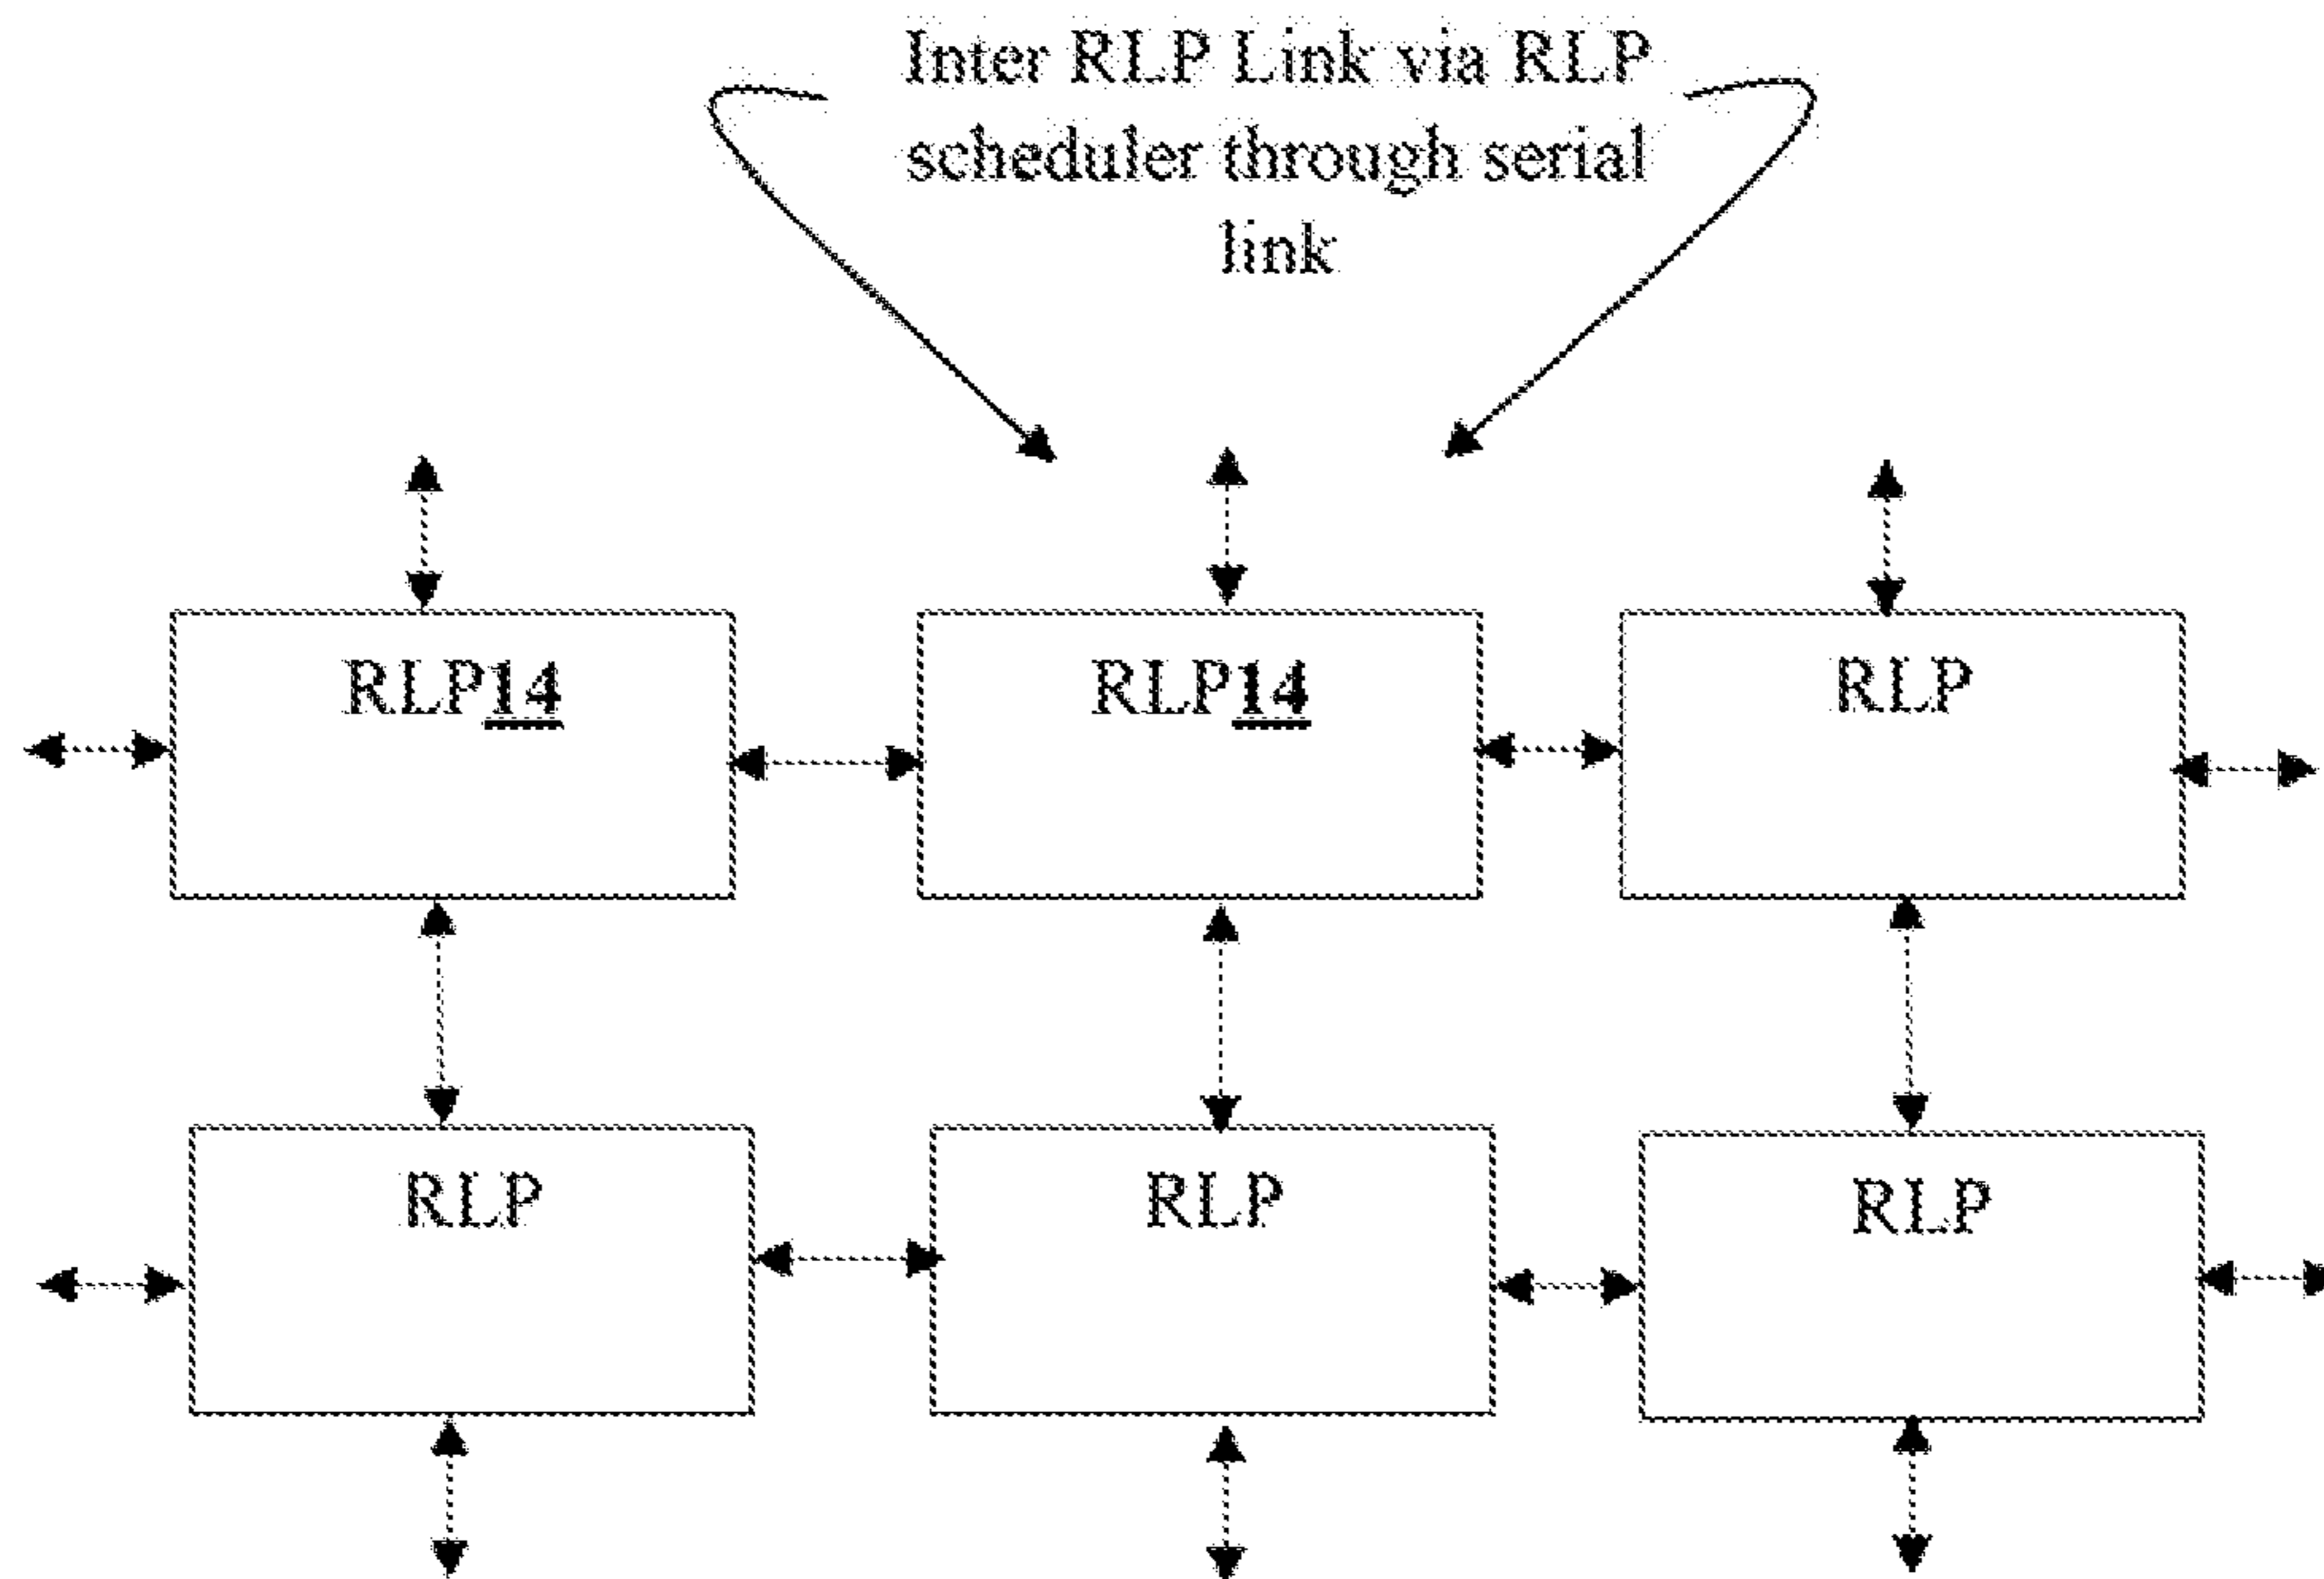 Inter RLP Link via RLP
scheduler through serial
link
RLP14
RLP14
RLP
RLP
RLP
RLP